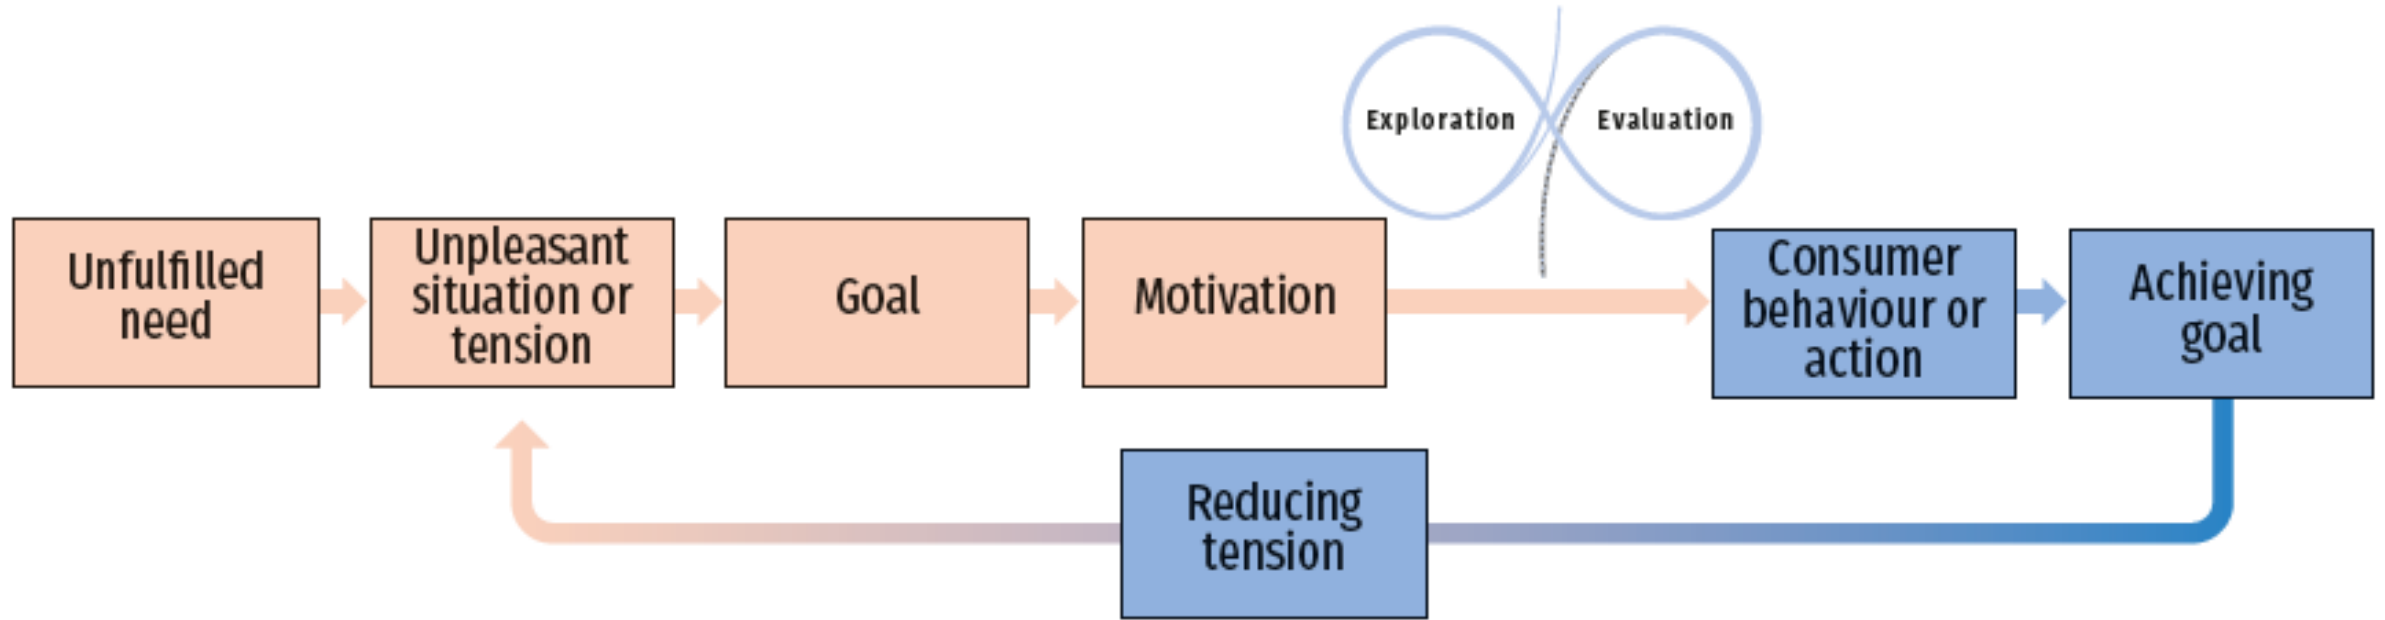 Exploration
Evaluation
Unfulfilled
need
Unpleasant
situation or
tension
Goal
Motivation
Consumer
behaviour or
action
Achieving
goal
Reducing
tension